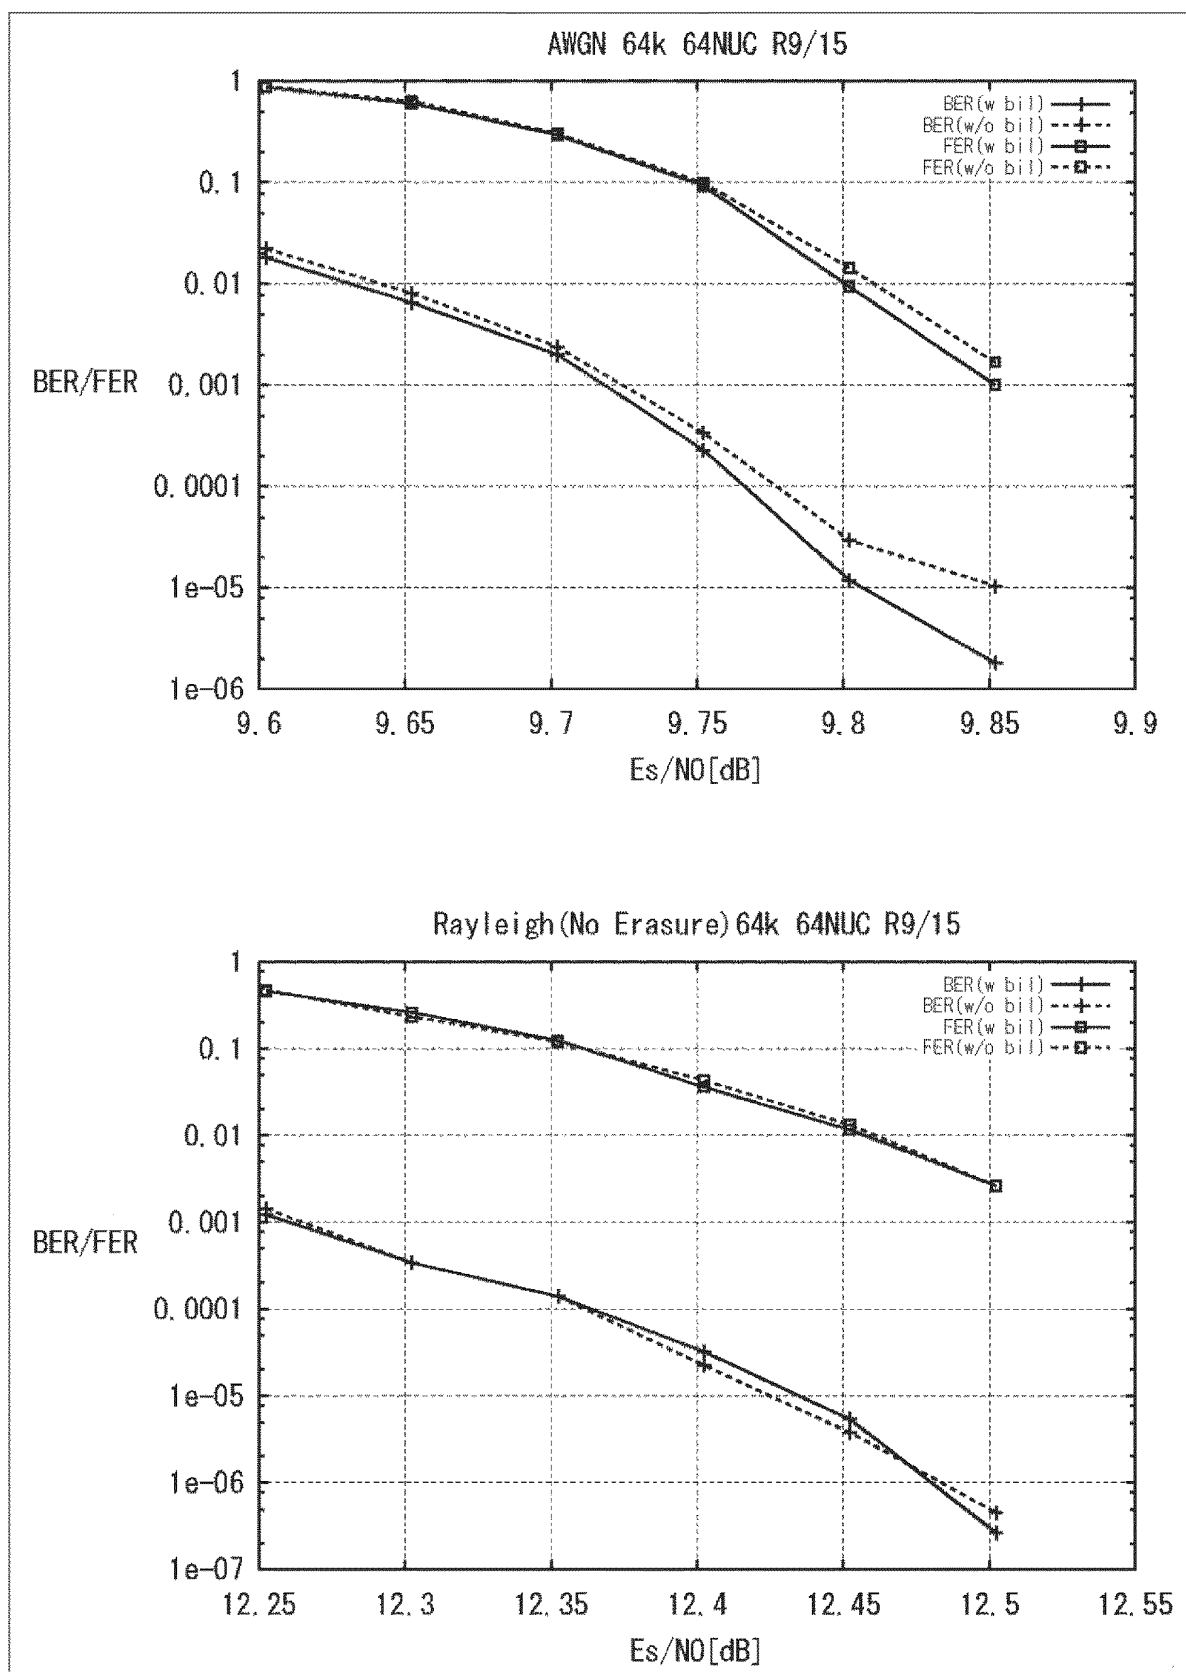 AWGN 64k 64NUC R9/15
BER(w bil)
BER(w/o bil)
FER(w bil)
FER(w/o bil)
1
0.1
0.01
0.001
0.0001
1e-05
1e-06
BER/FER
9.6 9.65 9.7 9.75 9.8 9.85 9.9
Es/N0[dB]
Rayleigh(No Erasure)64k 64NUC R9/15
BER(w bil)
BER(w/o bil)
FER(w bil)
FER(w/o bil)
1
0.1
0.01
0.001
0.0001
1e-05
1e-06
1e-07
BER/FER
12.25 12.3 12.35 12.4 12.45 12.5 12.55
Es/N0[dB]